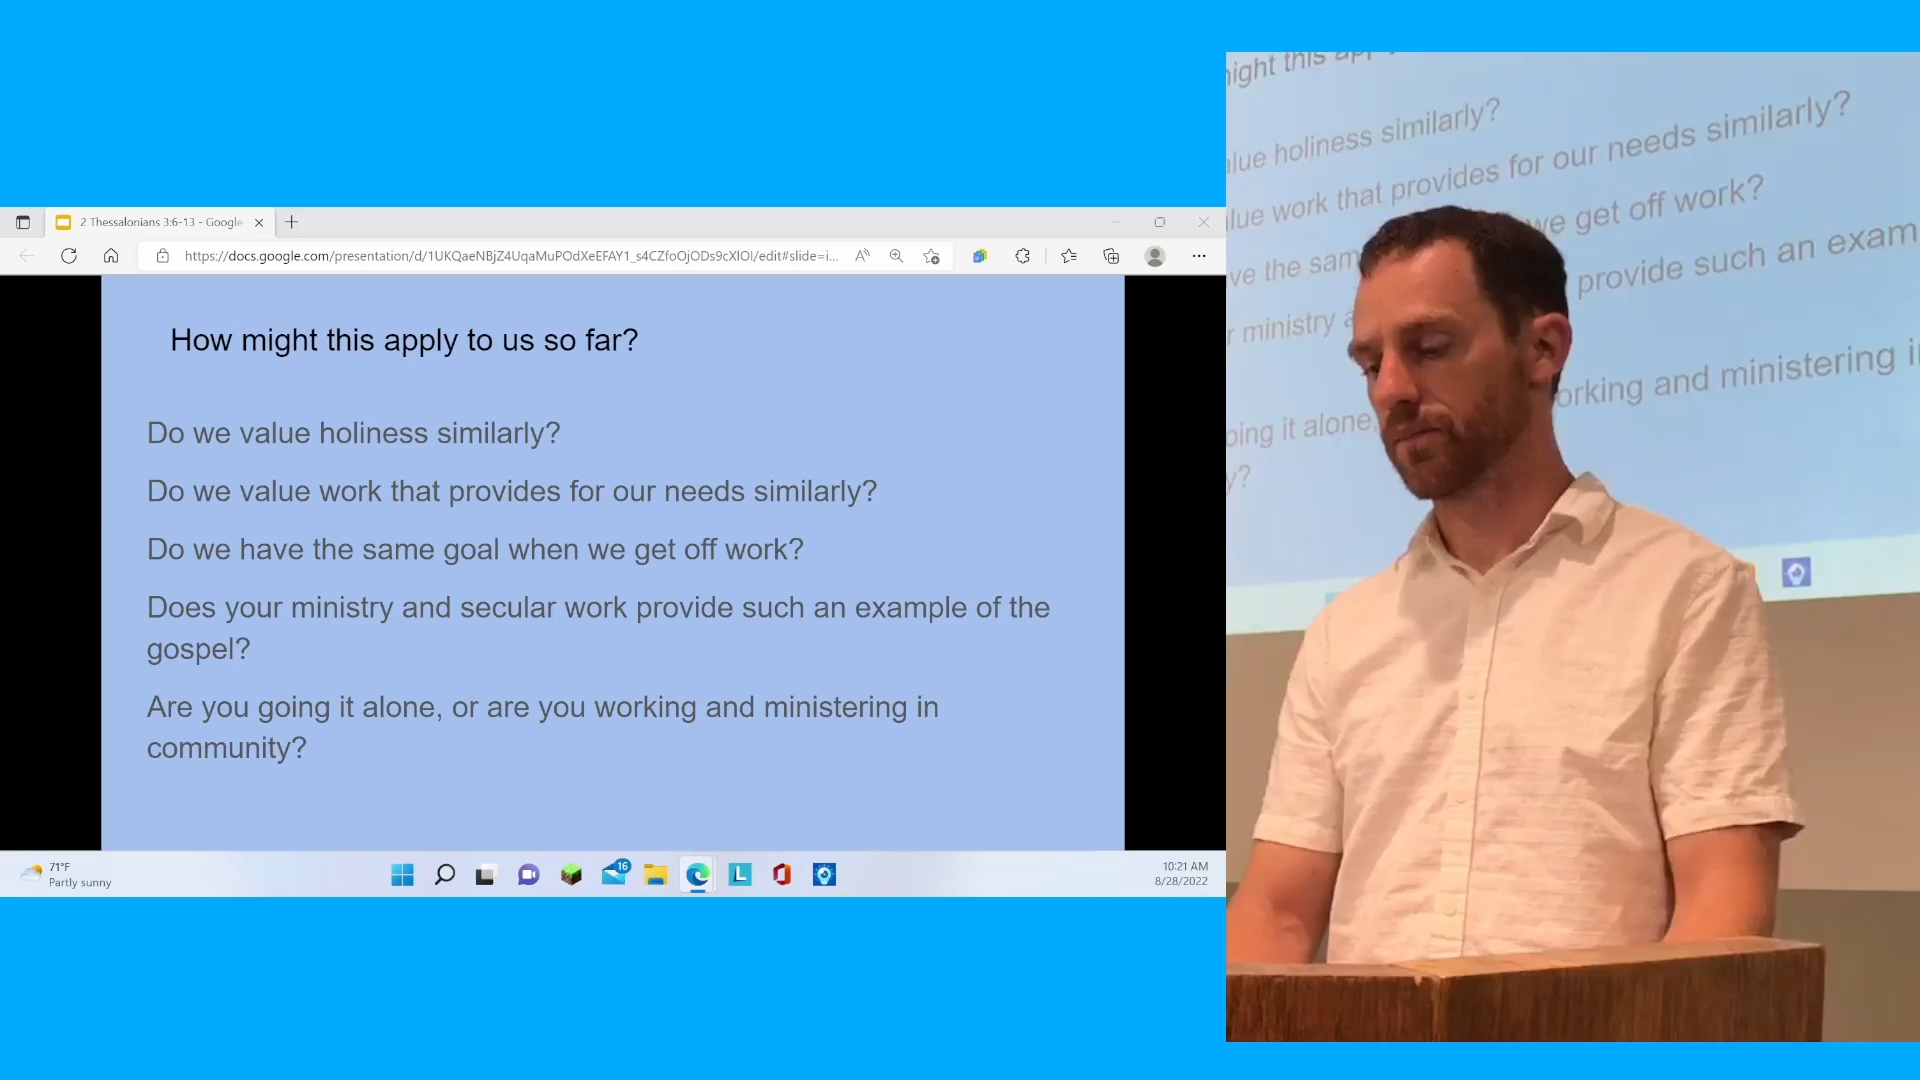 2 Thessalonians 3:6-13 - Google
https://docs.google.com/presentation/d/1UKQaeNBjZ4UqaMuPOdXeEFAY1_s4CZfoOjODs9cXlOI/edit#slide=i...
How might this apply to us so far?
Do we value holiness similarly?
Do we value work that provides for our needs similarly?
Do we have the same goal when we get off work?
Does your ministry and secular work provide such an example of the
gospel?
Are you going it alone, or are you working and ministering in
community?
71°F
Partly sunny
16
L
10:21 AM
8/28/2022
might this app
alue holiness similarly?
lue work that provides for our needs similarly?
ve the sam we get off work?
r ministry a provide such an exam
oing it alone, orking and ministering i
y?